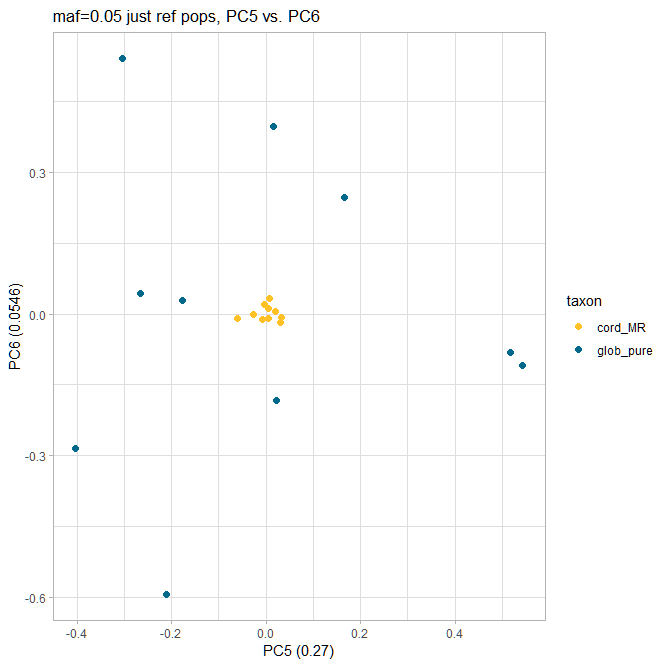 maf=0.05 just ref pops, PC5 vs. PC6
PC6 (0.0546)
0.3
0.0
-0.3
-0.6
-0.4
-0.2
0.0
0.2
0.4
PC5 (0.27)
taxon
cord_MR
glob_pure